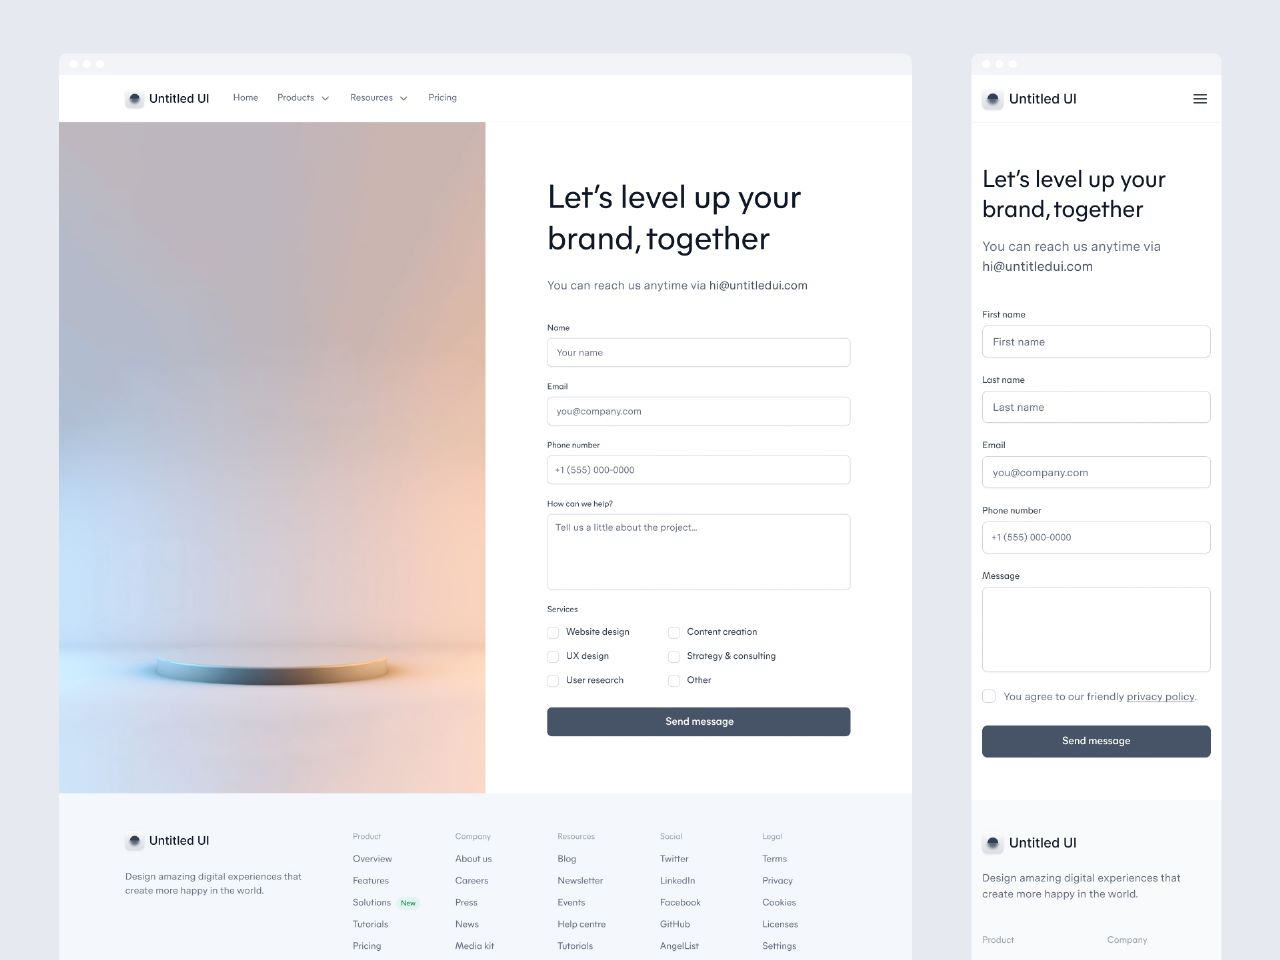 Untitled UI
Home
Products
Resources
Pricing
Let's level up your
brand, together
You can reach us anytime via hi@untitledui.com
Name
Your name
Email
you@company.com
Phone number
+1 (555) 000-0000
How can we help?
Tell us a little about the project...
Services
Website design
Content creation
UX design
Strategy & consulting
User research
Other
Send message
Untitled UI
Design amazing digital experiences that
create more happy in the world.
Product
Overview
Features
Solutions New
Tutorials
Pricing
Company
About us
Careers
Press
News
Media kit
Resources
Blog
Newsletter
Events
Help centre
Tutorials
Social
Twitter
LinkedIn
Facebook
GitHub
AngelList
Legal
Terms
Privacy
Cookies
Licenses
Settings
Untitled UI
Let's level up your
brand, together
You can reach us anytime via
hi@untitledui.com
First name
First name
Last name
Last name
Email
you@company.com
Phone number
+1 (555) 000-0000
Message
You agree to our friendly privacy policy.
Send message
Untitled UI
Design amazing digital experiences that
create more happy in the world.
Product
Company